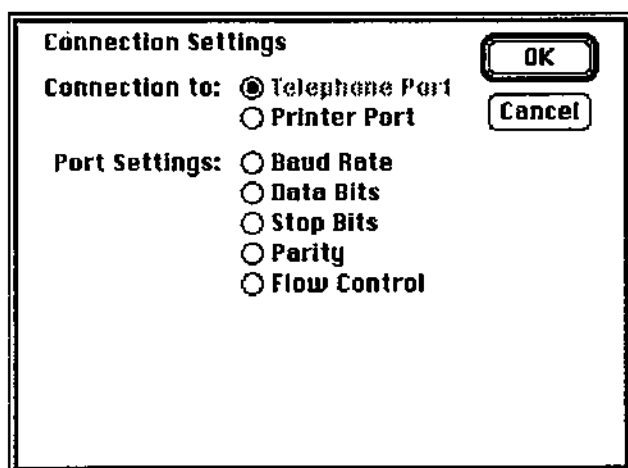 Connection Settings
OK
Connection to: Telephone Port
Cancel
Printer Port
Port Settings: Baud Rate
Data Bits
Stop Bits
Parity
Flow Control